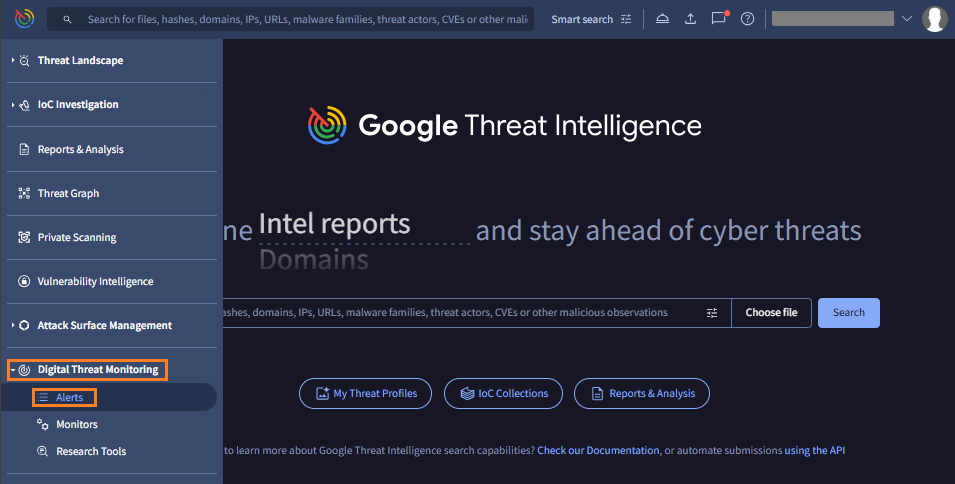 Search for files, hashes, domains, IPs, URLs, malware families, threat actors, CVEs or other mali
Smart search
Threat Landscape
IoC Investigation
Reports & Analysis
Threat Graph
Private Scanning
Vulnerability Intelligence
Attack Surface Management
Digital Threat Monitoring
Alerts
Monitors
Research Tools
Google Threat Intelligence
ne Intel reports and stay ahead of cyber threats
Domains
ashes, domains, IPs, URLs, malware families, threat actors, CVEs or other malicious observations
Choose file
Search
My Threat Profiles
IoC Collections
Reports & Analysis
to learn more about Google Threat Intelligence search capabilities? Check our Documentation, or automate submissions using the API